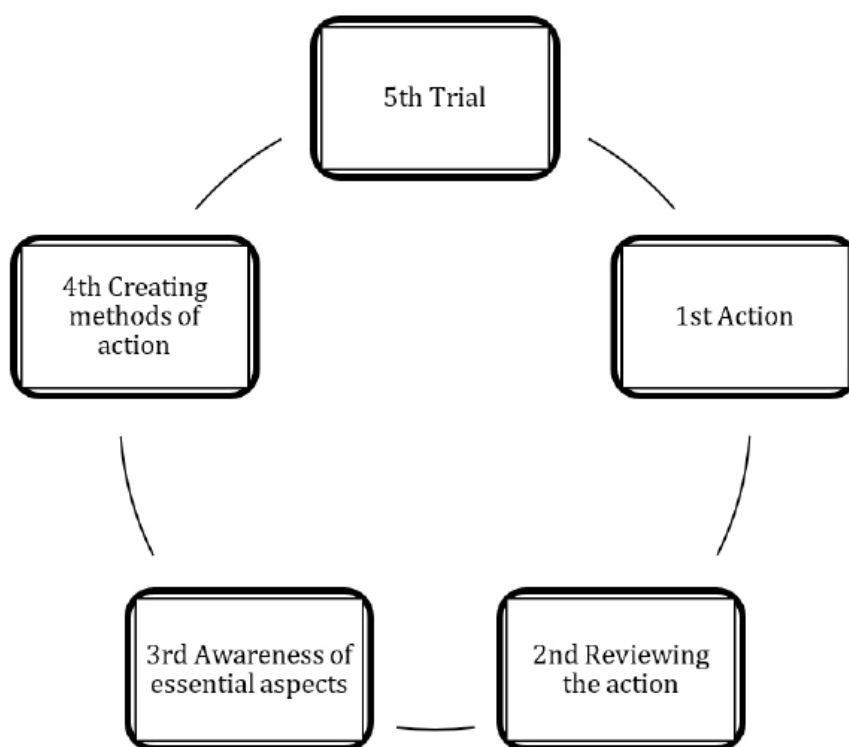 5th Trial
4th Creating
methods of
action
1st Action
3rd Awareness of
essential aspects
2nd Reviewing
the action